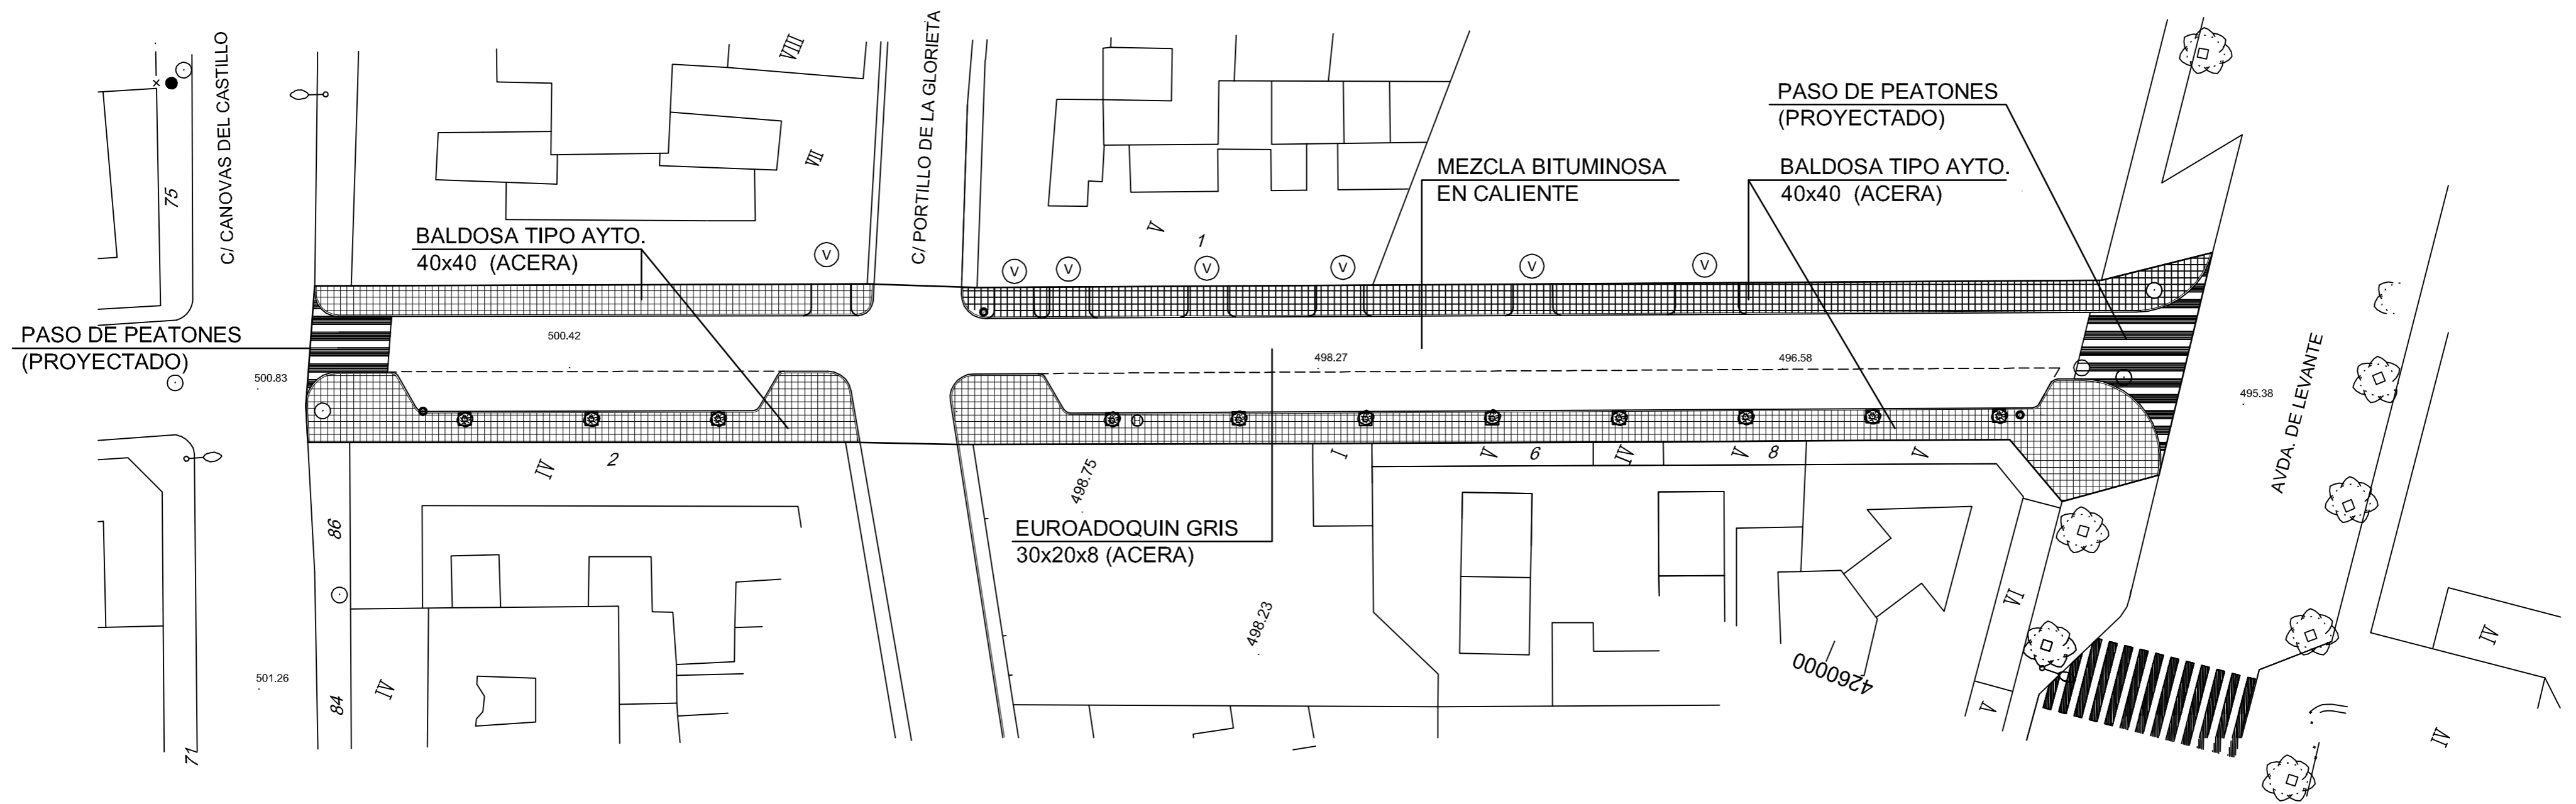 C/ CANOVAS DEL CASTILLO
75
VIII
VII
C/ PORTILLO DE LA GLORIETA
PASO DE PEATONES
(PROYECTADO)
MEZCLA BITUMINOSA
EN CALIENTE
BALDOSA TIPO AYTO.
40x40 (ACERA)
V
1
BALDOSA TIPO AYTO.
40x40 (ACERA)
V
V
V
V
V
V
V
PASO DE PEATONES
(PROYECTADO)
500.42
498.27
496.58
500.83
495.38
AVDA. DE LEVANTE
IV
2
I
V
6
IV
V
8
V
498.75
86
EUROADOQUIN GRIS
30x20x8 (ACERA)
498.23
VI
4260000
IV
501.26
84
IV
V
IV
71